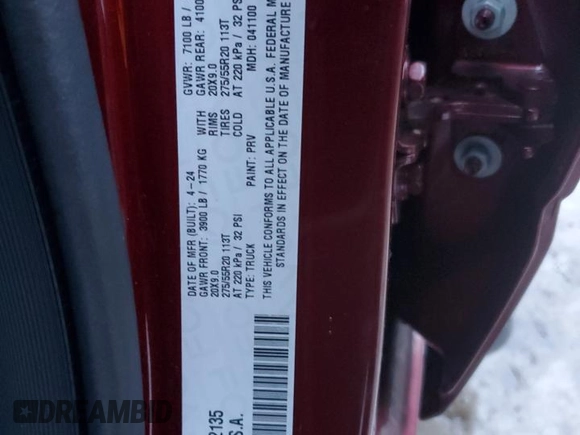 DATE OF MFR (BUILT): 4-24 GVWR: 7100 LB /
GAWR FRONT: 3900 LB / 1770 KG WITH GAWR REAR: 4100
20X9.0 RIMS 20X9.0
275/55R20 113T TIRES 275/55R20 113T
AT 220 kPa / 32 PSI COLD AT 220 kPa / 32 PSI
TYPE: TRUCK PAINT: PRV MDH: 041100
THIS VEHICLE CONFORMS TO ALL APPLICABLE U.S.A. FEDERAL M
STANDARDS IN EFFECT ON THE DATE OF MANUFACTURE
2135
S.A.
DREAMBID